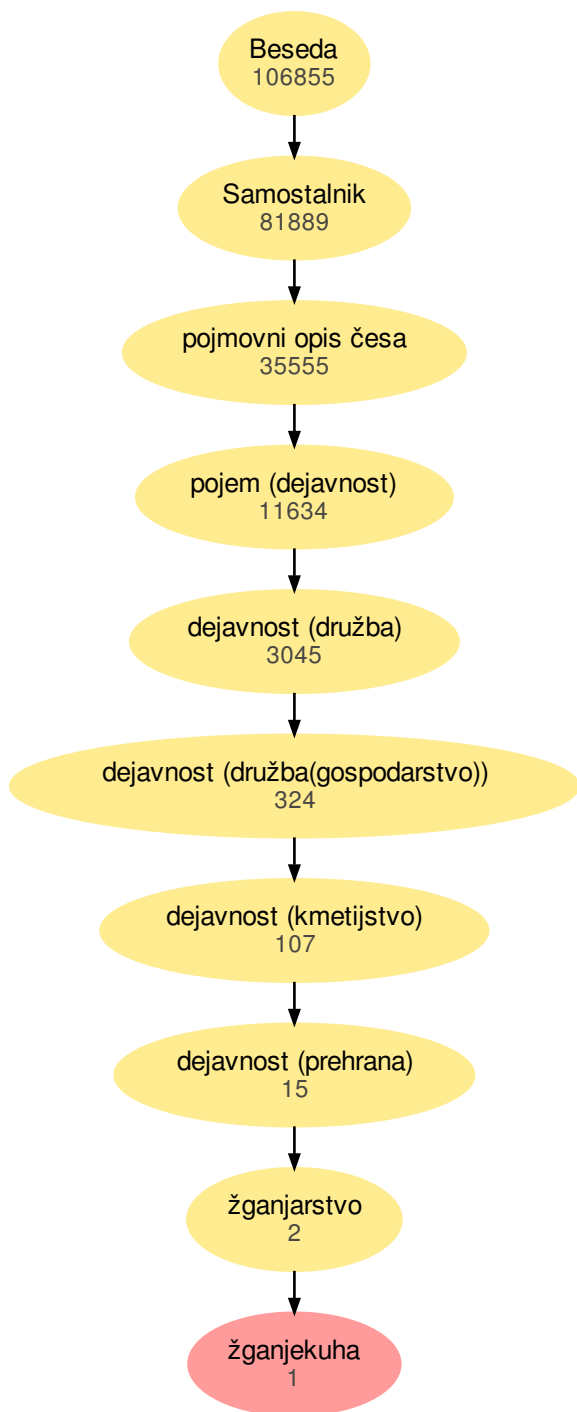 Beseda
106855
Samostalnik
81889
pojmovni opis česa
35555
pojem (dejavnost)
11634
dejavnost (družba)
3045
dejavnost (družba(gospodarstvo))
324
dejavnost (kmetijstvo)
107
dejavnost (prehrana)
15
žganjarstvo
2
žganjekuha
1